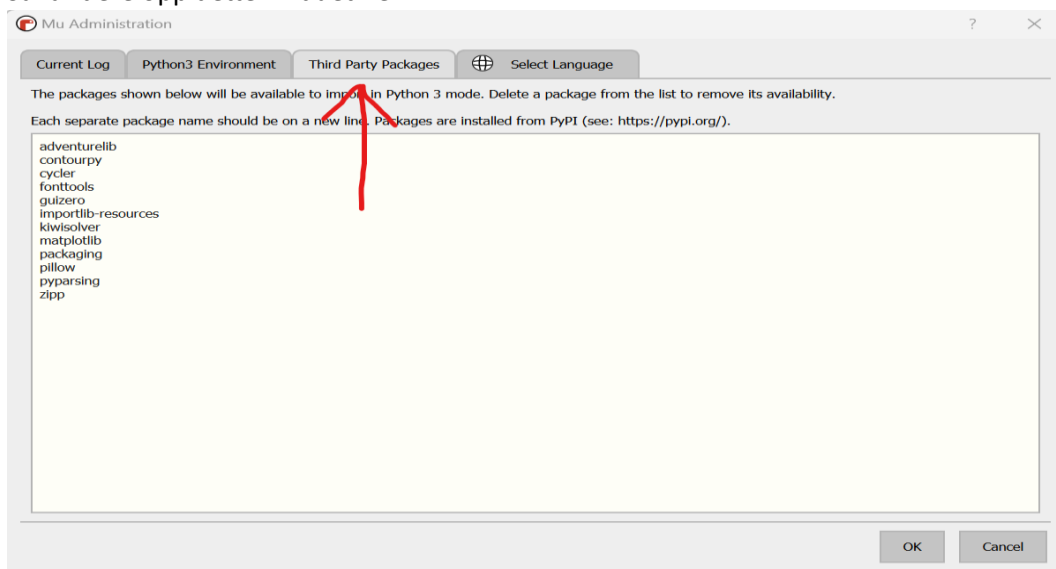 Mu Administration
Current Log Python3 Environment Third Party Packages Select Language
The packages shown below will be available to import in Python 3 mode. Delete a package from the list to remove its availability.
Each separate package name should be on a new line. Packages are installed from PyPI (see: https://pypi.org/).
adventurelib
contourpy
cycler
fonttools
guizero
importlib-resources
kiwisolver
matplotlib
packaging
pillow
pyparsing
zipp
OK Cancel